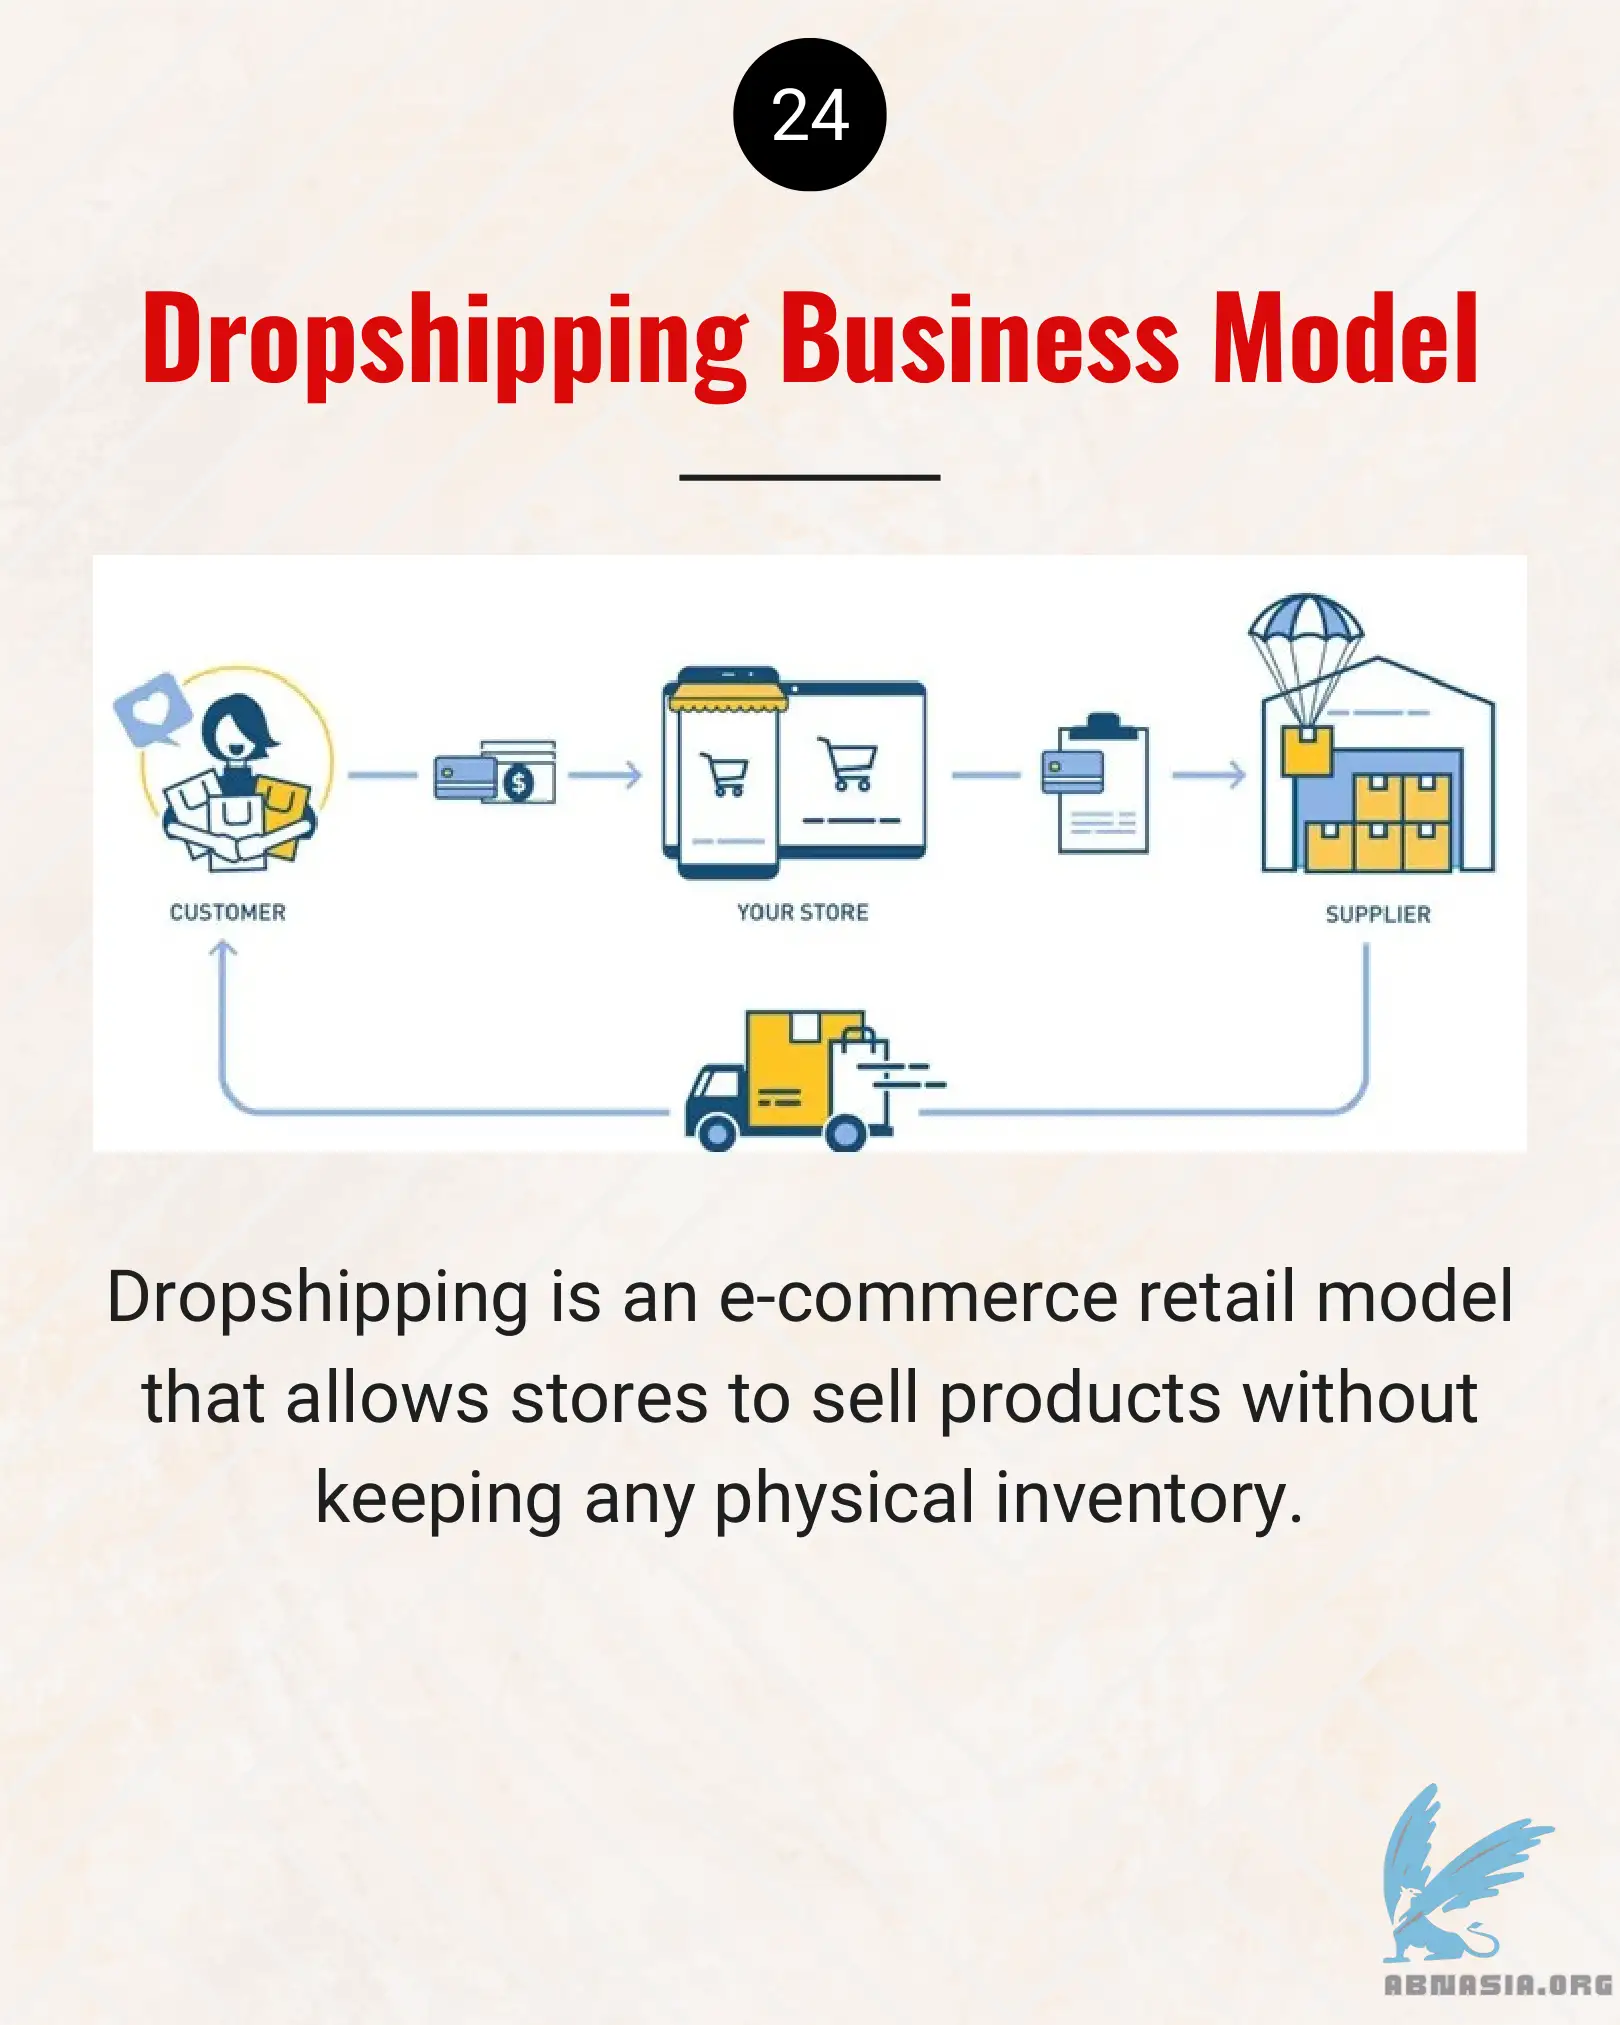 24
Dropshipping Business Model
$
CUSTOMER
YOUR STORE
SUPPLIER
Dropshipping is an e-commerce retail model
that allows stores to sell products without
keeping any physical inventory.
ABNASIA.ORG